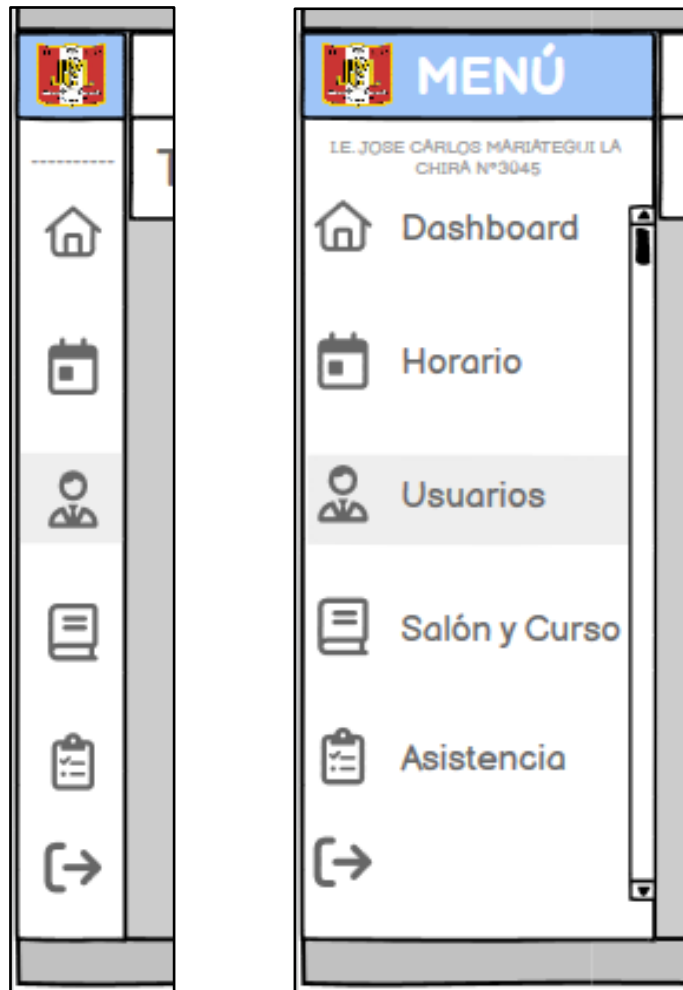 T
MENÚ
I.E. JOSE CARLOS MARIATEGUI LA
CHIRA N°3045
Dashboard
Horario
Usuarios
Salón y Curso
Asistencia